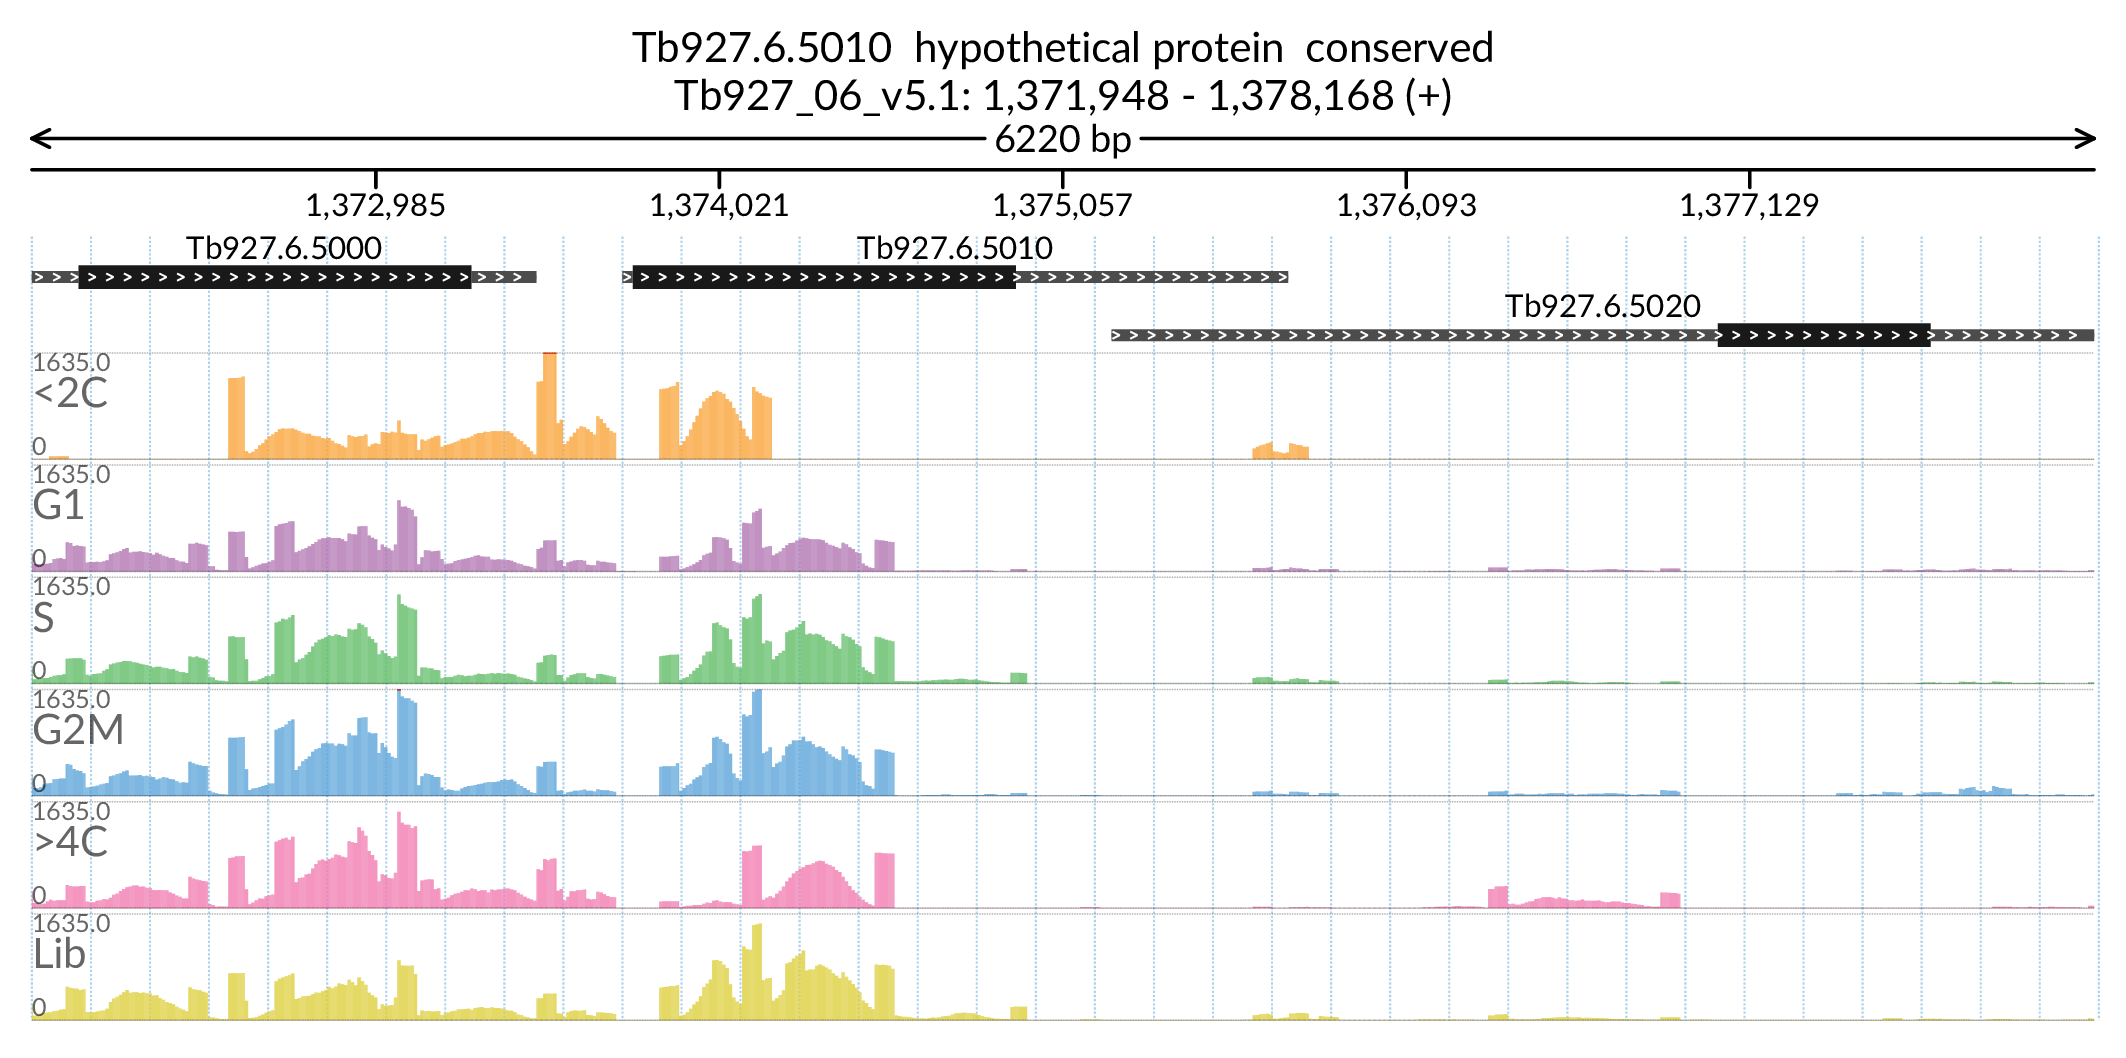 Tb927.6.5010  hypothetical protein  conserved
Tb927_06_v5.1: 1,371,948 - 1,378,168 (+)
6220 bp
1,372,985 1,374,021 1,375,057 1,376,093 1,377,129
Tb927.6.5000 Tb927.6.5010
Tb927.6.5020
1635.0
<2C
0
1635.0
G1
0
1635.0
S
0
1635.0
G2M
0
1635.0
>4C
0
1635.0
Lib
0